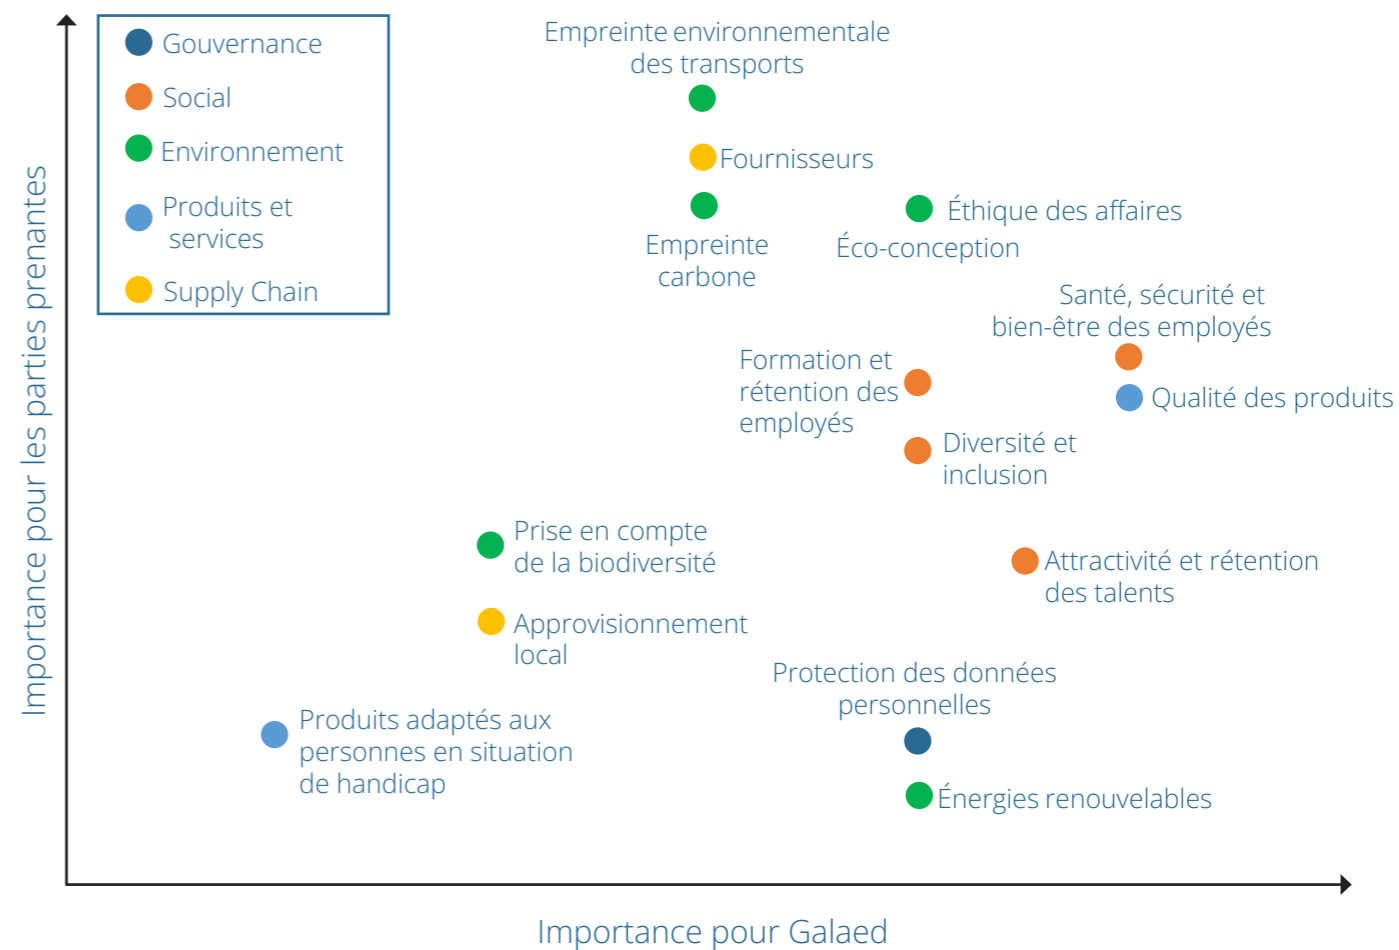 Gouvernance
Social
Environnement
Produits et
services
Supply Chain
Importance pour les parties prenantes
Empreinte environnementale
des transports
Fournisseurs
Empreinte
carbone
Éthique des affaires
Éco-conception
Santé, sécurité et
bien-être des employés
Formation et
rétention des
employés
Qualité des produits
Diversité et
inclusion
Prise en compte
de la biodiversité
Attractivité et rétention
des talents
Approvisionnement
local
Protection des données
personnelles
Produits adaptés aux
personnes en situation
de handicap
Énergies renouvelables
Importance pour Galaed